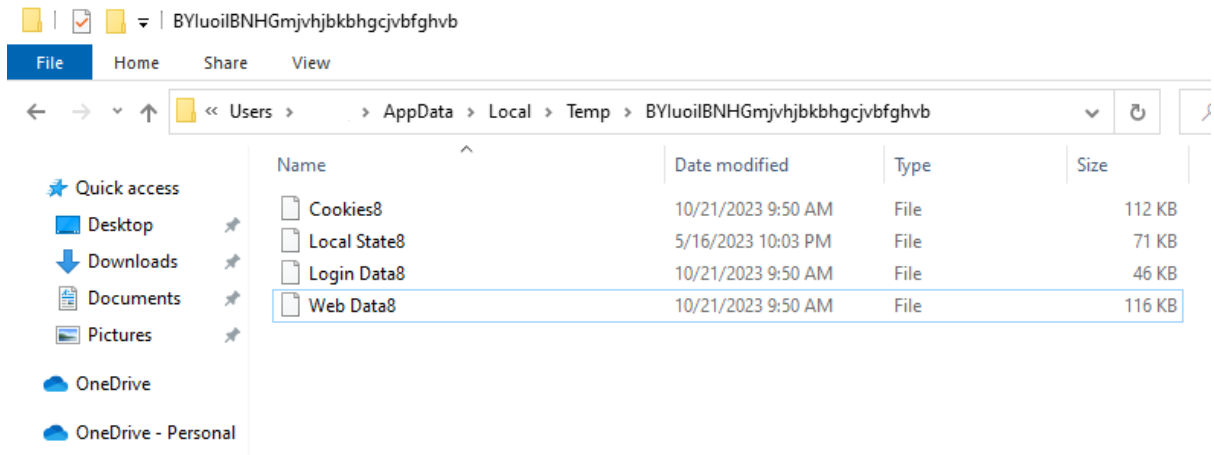 BYIuoiIBNHGmjvhjbkbhgcjvbfghvb
File Home Share View
« Users > > AppData > Local > Temp > BYIuoiIBNHGmjvhjbkbhgcjvbfghvb
Name Date modified Type Size
Quick access
Desktop
Downloads
Documents
Pictures
OneDrive
OneDrive - Personal
Cookies8 10/21/2023 9:50 AM File 112 KB
Local State8 5/16/2023 10:03 PM File 71 KB
Login Data8 10/21/2023 9:50 AM File 46 KB
Web Data8 10/21/2023 9:50 AM File 116 KB